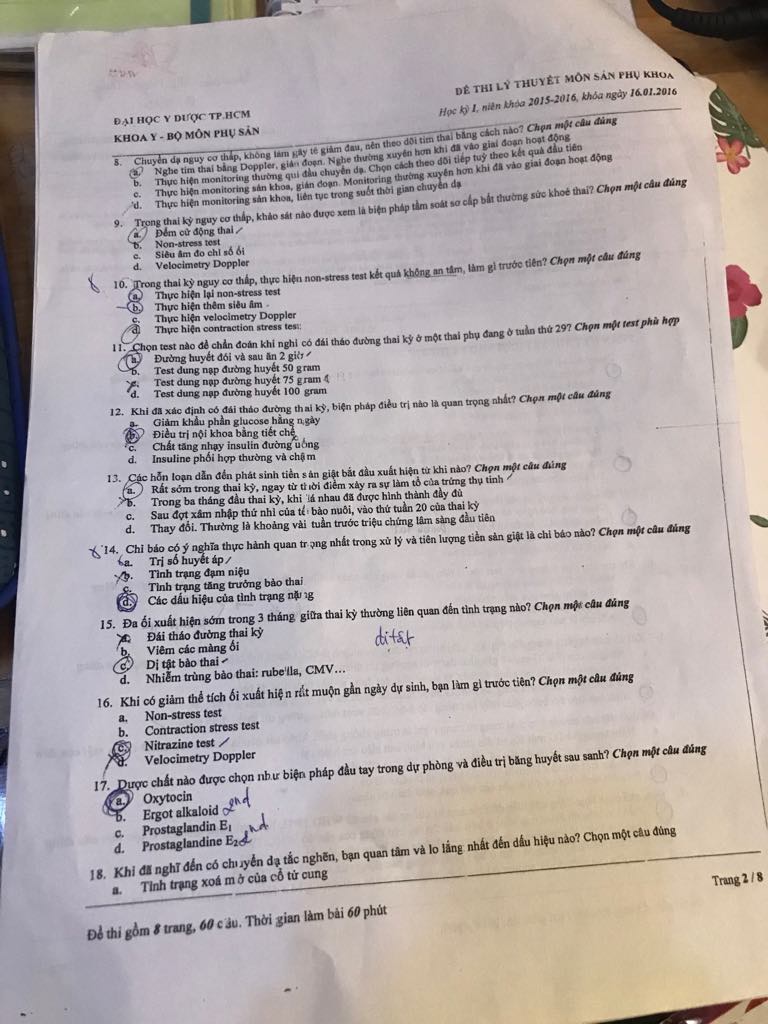 ĐỀ THI LÝ THUYẾT MÔN SẢN PHỤ KHOA
ĐẠI HỌC Y DƯỢC TP.HCM
Học kỳ I, niên khóa 2015-2016, khóa ngày 16.01.2016
KHOA Y - BỘ MÔN PHỤ SẢN
8. Chuyển dạ nguy cơ thấp, không làm gây tê giảm đau, nên theo dõi tim thai bằng cách nào? Chọn một câu đúng
a. Nghe tim thai bằng Doppler, gián đoạn. Nghe thường xuyên hơn khi đã vào giai đoạn hoạt động
b. Thực hiện monitoring thường qui đầu chuyển dạ. Chọn cách theo dõi tiếp tuỳ theo kết quả đầu tiên
c. Thực hiện monitoring sản khoa, gián đoạn. Monitoring thường xuyên hơn khi đã vào giai đoạn hoạt động
d. Thực hiện monitoring sản khoa, liên tục trong suốt thời gian chuyển dạ
9. Trong thai kỳ nguy cơ thấp, khảo sát nào được xem là biện pháp tầm soát sơ cấp bất thường sức khoẻ thai? Chọn một câu đúng
a. Đếm cử động thai
b. Non-stress test
c. Siêu âm đo chỉ số ối
d. Velocimetry Doppler
10. Trong thai kỳ nguy cơ thấp, thực hiện non-stress test kết quả không an tâm, làm gì trước tiên? Chọn một câu đúng
a. Thực hiện lại non-stress test
b. Thực hiện thêm siêu âm
c. Thực hiện velocimetry Doppler
d. Thực hiện contraction stress test
11. Chọn test nào để chẩn đoán khi nghi có đái tháo đường thai kỳ ở một thai phụ đang ở tuần thứ 29? Chọn một test phù hợp
a. Đường huyết đói và sau ăn 2 giờ
b. Test dung nạp đường huyết 50 gram
c. Test dung nạp đường huyết 75 gram
d. Test dung nạp đường huyết 100 gram
12. Khi đã xác định có đái tháo đường thai kỳ, biện pháp điều trị nào là quan trọng nhất? Chọn một câu đúng
a. Giảm khẩu phần glucose hằng ngày
b. Điều trị nội khoa bằng tiết chế
c. Chất tăng nhạy insulin đường uống
d. Insuline phối hợp thường và chậm
13. Các hỗn loạn dẫn đến phát sinh tiền sản giật bắt đầu xuất hiện từ khi nào? Chọn một câu đúng
a. Rất sớm trong thai kỳ, ngay từ thời điểm xảy ra sự làm tổ của trứng thụ tinh
b. Trong ba tháng đầu thai kỳ, khi lá nhau đã được hình thành đầy đủ
c. Sau đợt xâm nhập thứ nhì của tế bào nuôi, vào thứ tuần 20 của thai kỳ
d. Thay đổi. Thường là khoảng vài tuần trước triệu chứng lâm sàng đầu tiên
14. Chỉ báo có ý nghĩa thực hành quan trọng nhất trong xử lý và tiên lượng tiền sản giật là chỉ báo nào? Chọn một câu đúng
a. Trị số huyết áp
b. Tình trạng đạm niệu
c. Tình trạng tăng trưởng bào thai
d. Các dấu hiệu của tình trạng nặng
15. Đa ối xuất hiện sớm trong 3 tháng giữa thai kỳ thường liên quan đến tình trạng nào? Chọn một câu đúng
a. Đái tháo đường thai kỳ
b. Viêm các màng ối
dị tật
c. Dị tật bào thai
d. Nhiễm trùng bào thai: rubella, CMV…
16. Khi có giảm thể tích ối xuất hiện rất muộn gần ngày dự sinh, bạn làm gì trước tiên? Chọn một câu đúng
a. Non-stress test
b. Contraction stress test
c. Nitrazine test
d. Velocimetry Doppler
17. Dược chất nào được chọn như biện pháp đầu tay trong dự phòng và điều trị băng huyết sau sanh? Chọn một câu đúng
a. Oxytocin
b. Ergot alkaloid 2nd
c. Prostaglandin E1
d. Prostaglandine E2 2nd
18. Khi đã nghĩ đến có chuyển dạ tắc nghẽn, bạn quan tâm và lo lắng nhất đến dấu hiệu nào? Chọn một câu đúng
a. Tình trạng xoá mở của cổ tử cung
Trang 2 / 8
Đề thi gồm 8 trang, 60 câu. Thời gian làm bài 60 phút